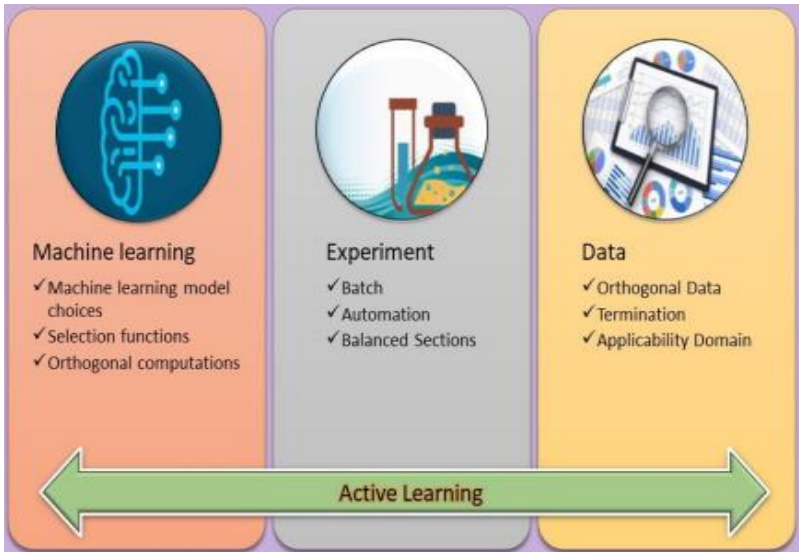 Machine learning
✓Machine learning model
choices
✓Selection functions
✓Orthogonal computations
Experiment
✓Batch
✓Automation
✓Balanced Sections
Data
✓Orthogonal Data
✓Termination
✓Applicability Domain
Active Learning